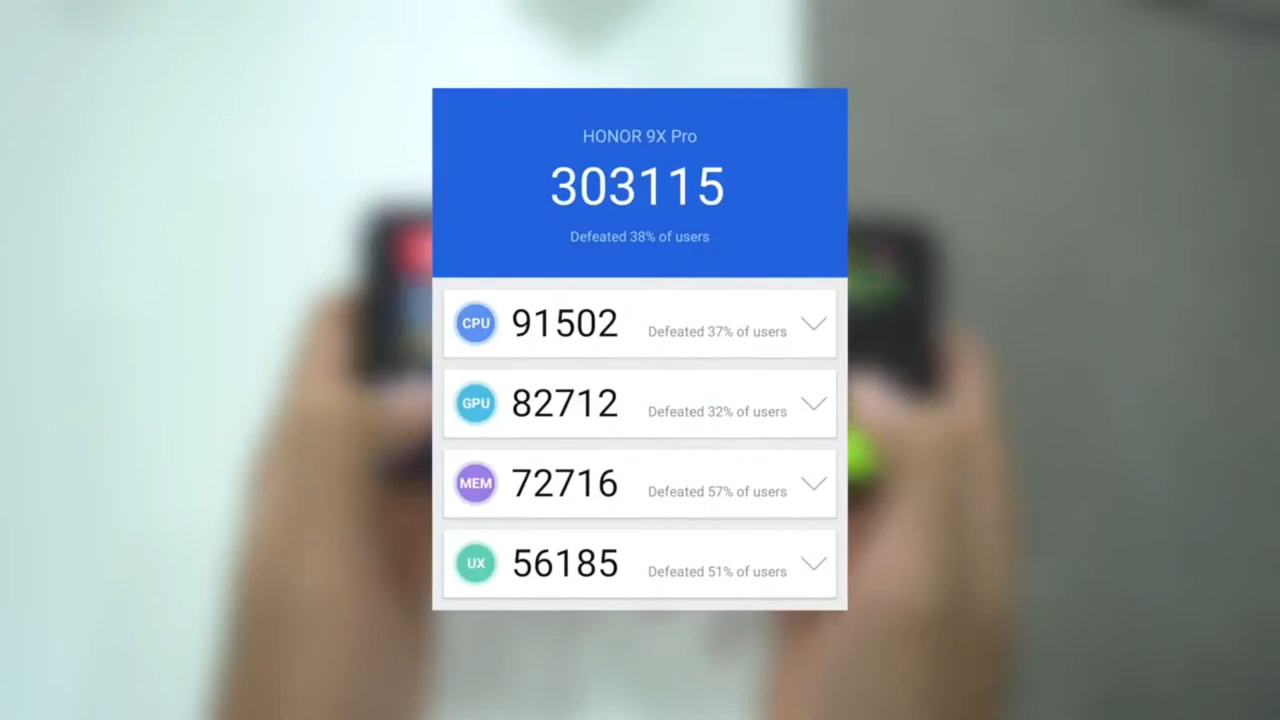 HONOR 9X Pro
303115
Defeated 38% of users
CPU 91502 Defeated 37% of users
GPU 82712 Defeated 32% of users
MEM 72716 Defeated 57% of users
UX 56185 Defeated 51% of users